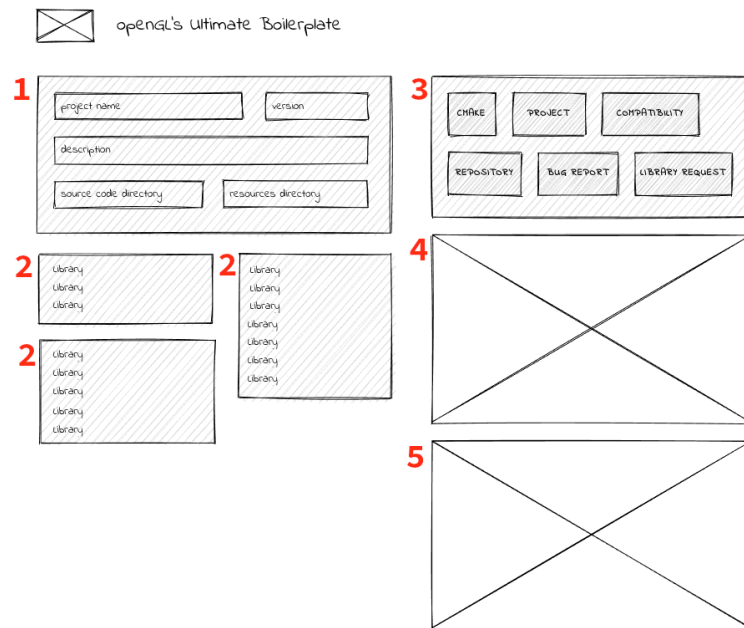 openGL's Ultimate Boilerplate
1
project name
version
description
source code directory
resources directory
2
Library
Library
Library
2
Library
Library
Library
Library
Library
Library
Library
2
Library
Library
Library
Library
Library
3
CMAKE
PROJECT
COMPATIBILITY
REPOSITORY
BUG REPORT
LIBRARY REQUEST
4
5